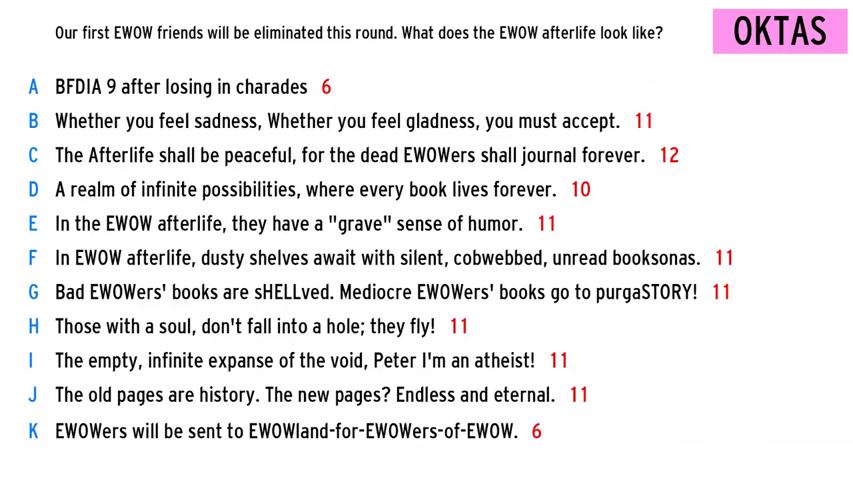 Our first EWOW friends will be eliminated this round. What does the EWOW afterlife look like?
OKTAS
A BFDIA 9 after losing in charades 6
B Whether you feel sadness, Whether you feel gladness, you must accept. 11
C The Afterlife shall be peaceful, for the dead EWOWers shall journal forever. 12
D A realm of infinite possibilities, where every book lives forever. 10
E In the EWOW afterlife, they have a "grave" sense of humor. 11
F In EWOW afterlife, dusty shelves await with silent, cobwebbed, unread booksonas. 11
G Bad EWOWers' books are sHELLved. Mediocre EWOWers' books go to purgaSTORY! 11
H Those with a soul, don't fall into a hole; they fly! 11
I The empty, infinite expanse of the void, Peter I'm an atheist! 11
J The old pages are history. The new pages? Endless and eternal. 11
K EWOWers will be sent to EWOWland-for-EWOWers-of-EWOW. 6